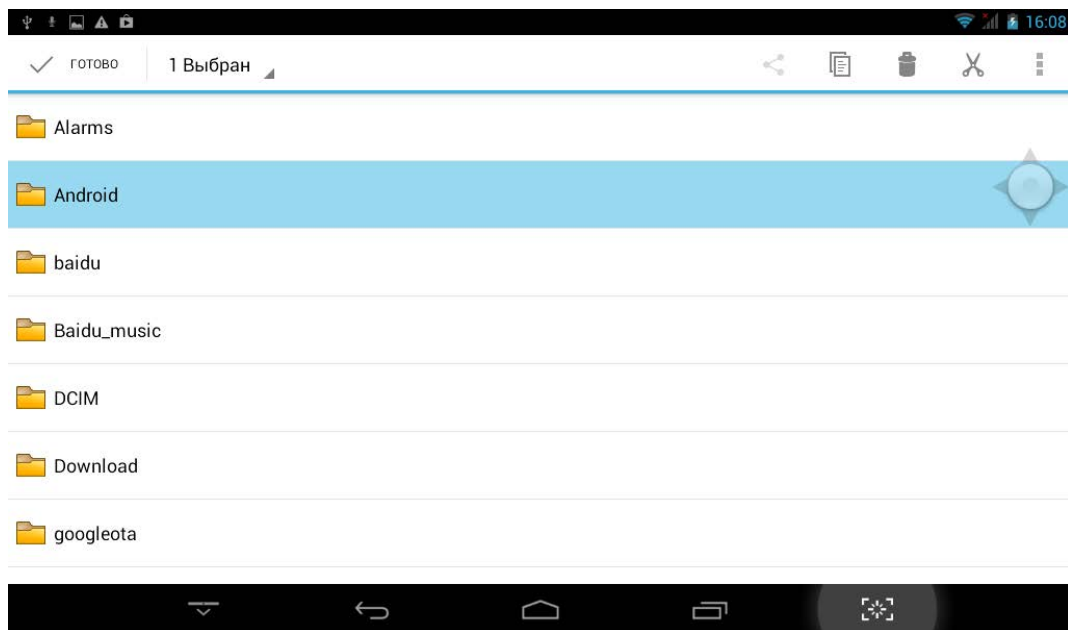 16:08
ГОТОВО 1 Выбран
Alarms
Android
baidu
Baidu_music
DCIM
Download
googleota